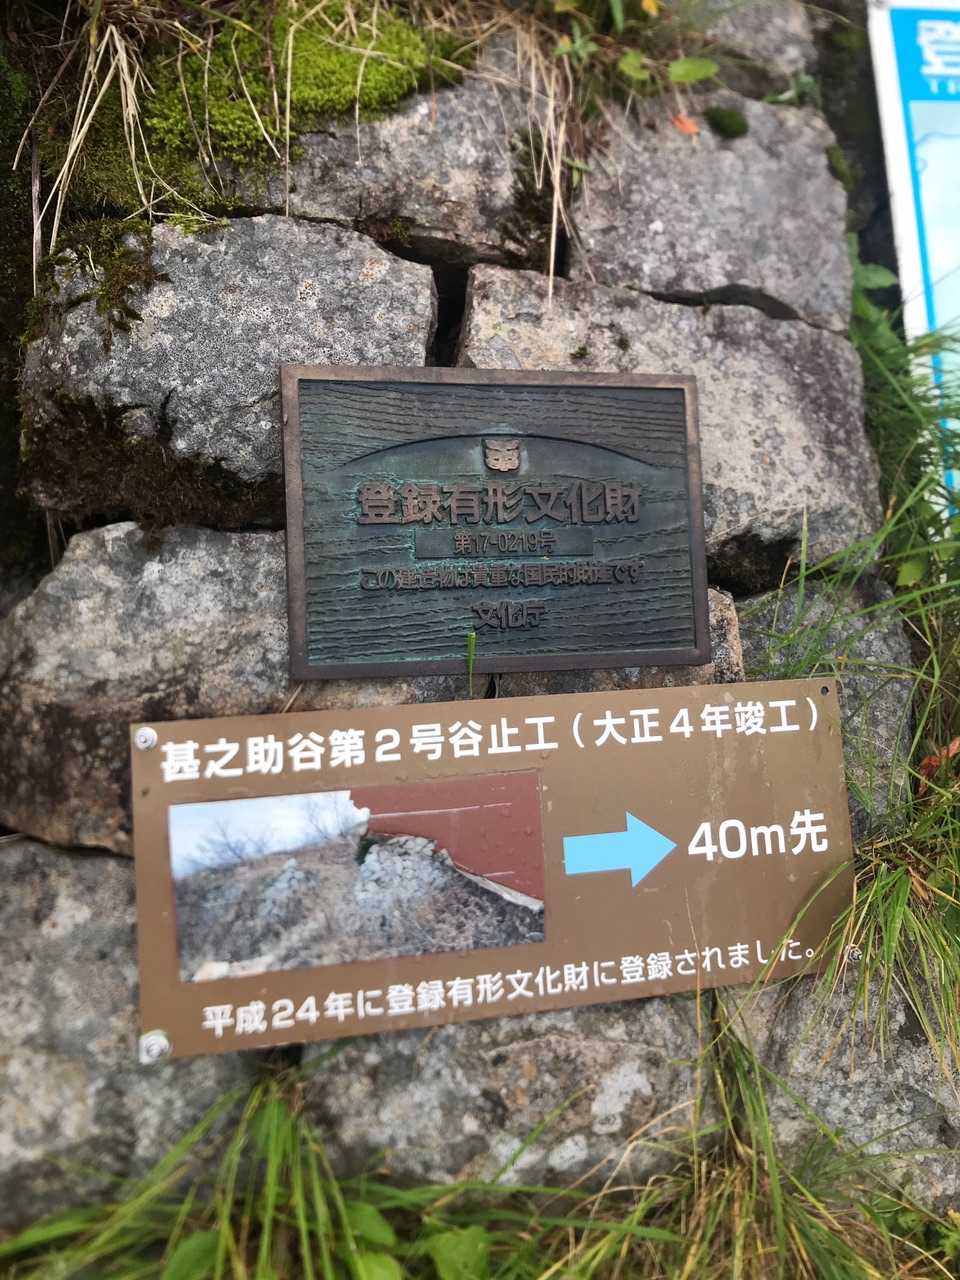 登録有形文化財
第17-0219号
この建造物は貴重な国民的財産です
文化庁
甚之助谷第2号谷止工（大正4年竣工）
40m先
平成24年に登録有形文化財に登録されました。
登